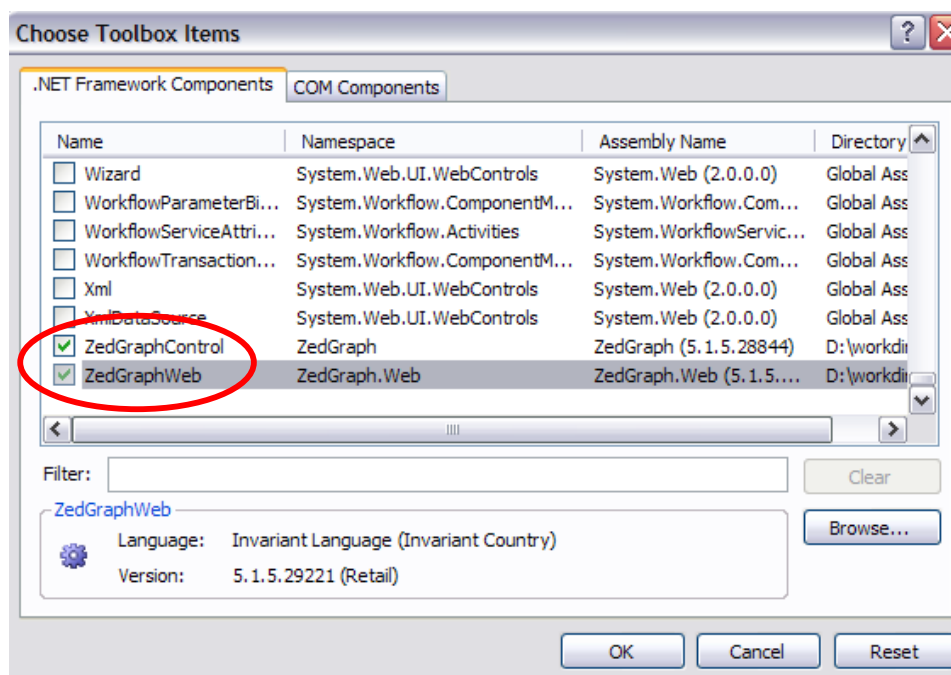 Choose Toolbox Items
.NET Framework Components COM Components
Name Namespace Assembly Name Directory
Wizard System.Web.UI.WebControls System.Web (2.0.0.0) Global Ass
WorkflowParameterBi... System.Workflow.ComponentM... System.Workflow.Com... Global Ass
WorkflowServiceAttri... System.Workflow.Activities System.WorkflowServic... Global Ass
WorkflowTransaction... System.Workflow.ComponentM... System.Workflow.Com... Global Ass
Xml System.Web.UI.WebControls System.Web (2.0.0.0) Global Ass
XmlDataSource System.Web.UI.WebControls System.Web (2.0.0.0) Global Ass
ZedGraphControl ZedGraph ZedGraph (5.1.5.28844) D:\workdir
ZedGraphWeb ZedGraph.Web ZedGraph.Web (5.1.5.... D:\workdir
Filter: Clear
ZedGraphWeb
Browse...
Language: Invariant Language (Invariant Country)
Version: 5.1.5.29221 (Retail)
OK Cancel Reset